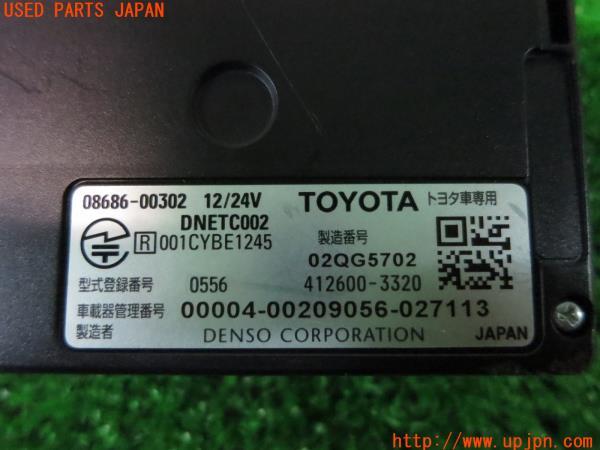 USED PARTS JAPAN
08686-00302 12/24V TOYOTA トヨタ車専用
DNETC002
R 001CYBE1245 製造番号
02QG5702
型式登録番号 0556 412600-3320
車載器管理番号 00004-00209056-027113
製造者 DENSO CORPORATION JAPAN
http://www.upjpn.com/